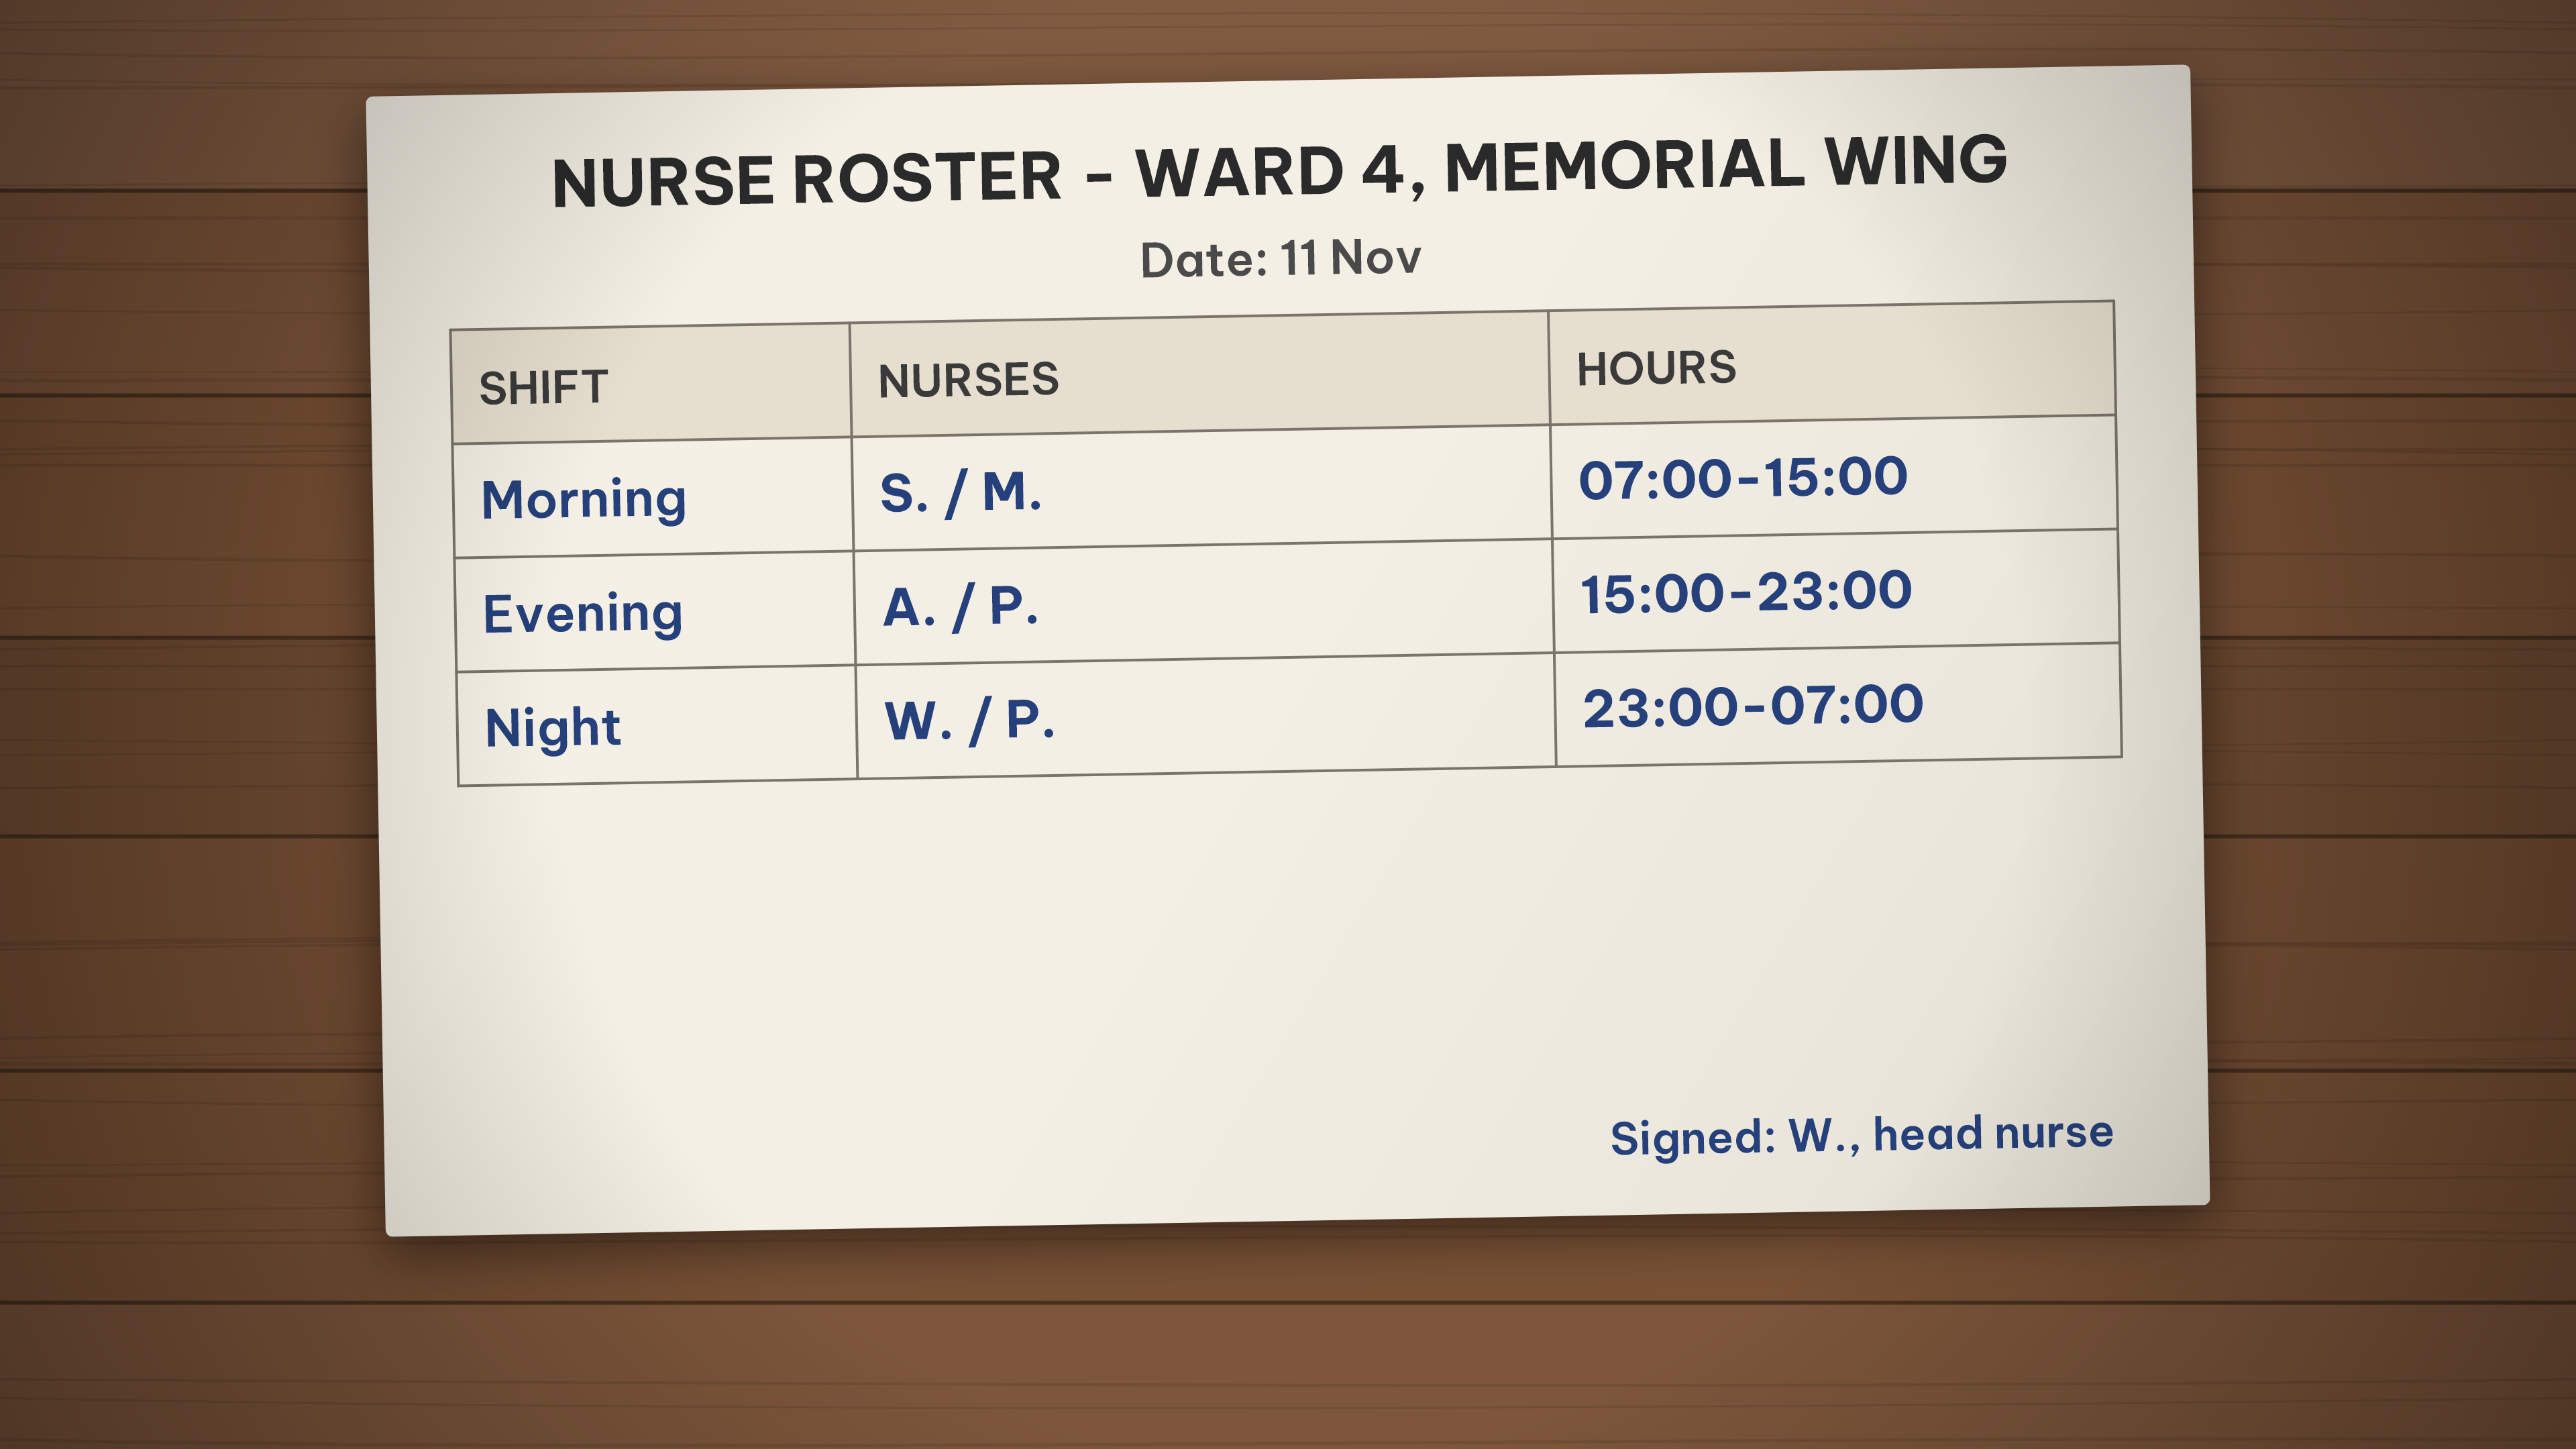 NURSE ROSTER - WARD 4, MEMORIAL WING
Date: 11 Nov
SHIFT NURSES HOURS
Morning S. / M. 07:00-15:00
Evening A. / P. 15:00-23:00
Night W. / P. 23:00-07:00
Signed: W., head nurse